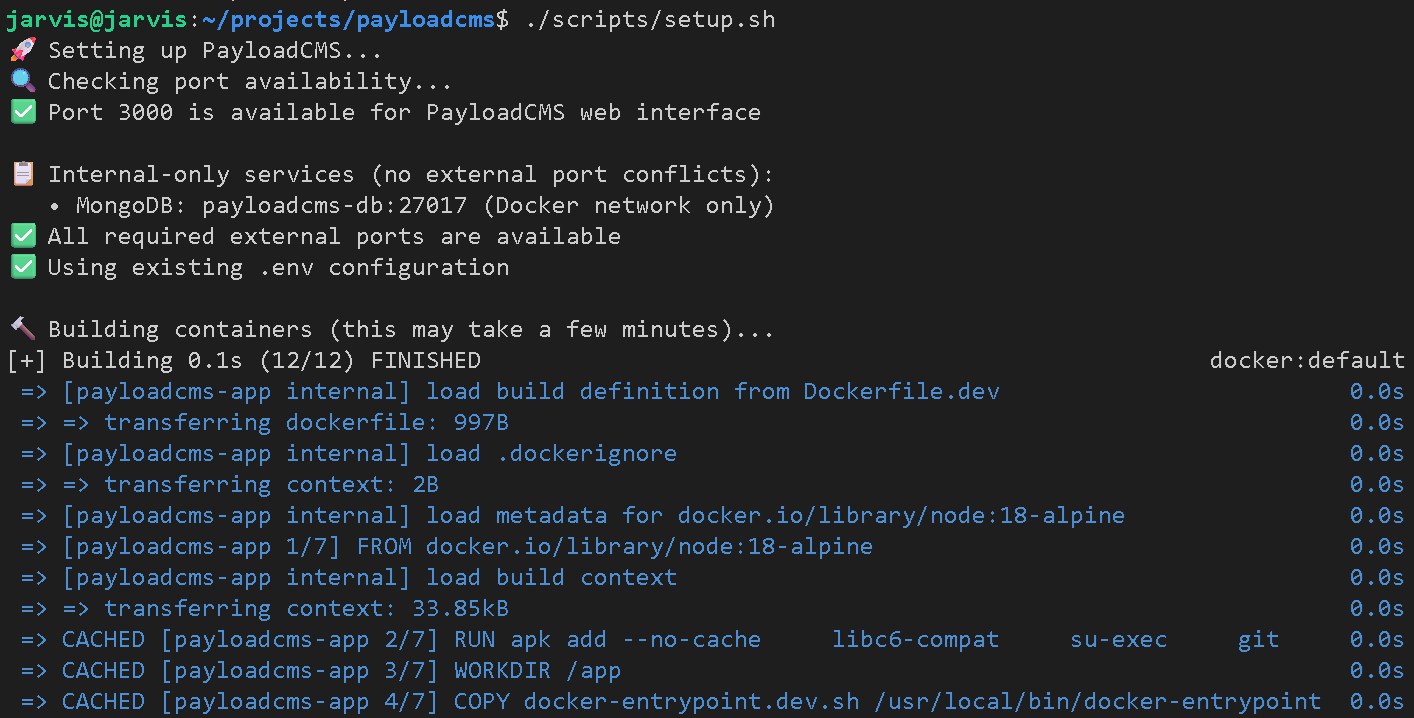 jarvis@jarvis:~/projects/payloadcms$ ./scripts/setup.sh
🚀 Setting up PayloadCMS...
🔍 Checking port availability...
✅ Port 3000 is available for PayloadCMS web interface

📋 Internal-only services (no external port conflicts):
   • MongoDB: payloadcms-db:27017 (Docker network only)
✅ All required external ports are available
✅ Using existing .env configuration

🔨 Building containers (this may take a few minutes)...
[+] Building 0.1s (12/12) FINISHED docker:default
 => [payloadcms-app internal] load build definition from Dockerfile.dev 0.0s
 => => transferring dockerfile: 997B 0.0s
 => [payloadcms-app internal] load .dockerignore 0.0s
 => => transferring context: 2B 0.0s
 => [payloadcms-app internal] load metadata for docker.io/library/node:18-alpine 0.0s
 => [payloadcms-app 1/7] FROM docker.io/library/node:18-alpine 0.0s
 => [payloadcms-app internal] load build context 0.0s
 => => transferring context: 33.85kB 0.0s
 => CACHED [payloadcms-app 2/7] RUN apk add --no-cache     libc6-compat     su-exec     git 0.0s
 => CACHED [payloadcms-app 3/7] WORKDIR /app 0.0s
 => CACHED [payloadcms-app 4/7] COPY docker-entrypoint.dev.sh /usr/local/bin/docker-entrypoint 0.0s